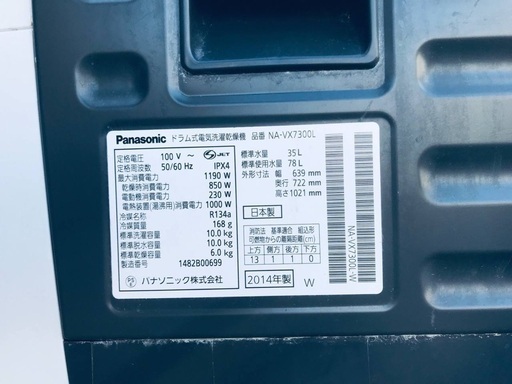 Panasonic ドラム式電気洗濯乾燥機 品番 NA-VX7300L
定格電圧 100 V ～ S JET
定格周波数 50/60 Hz IPX4
最大消費電力 1190 W
乾燥時消費電力 850 W
電動機消費電力 230 W
電熱装置(湯沸用)消費電力 1000 W
冷媒名称 R134a
冷媒質量 168 g
標準洗濯容量 10.0 kg
標準脱水容量 10.0 kg
標準乾燥容量 6.0 kg
製造番号 1482B00699
パナソニック株式会社
標準水量 35 L
標準使用水量 78 L
外形寸法 幅 639 mm
奥行 722 mm
高さ 1021 mm
日本製
消防法 基準適合 組込形
可燃物からの離隔距離(cm)
上方 側方 後方 下方
13 1 1 0
2014年製 W
NA-VX7300L-W